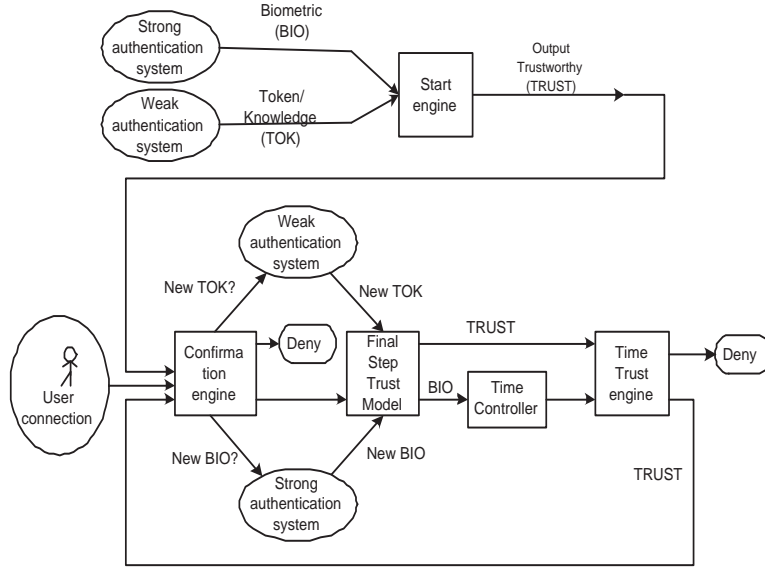 Strong
authentication
system
Biometric
(BIO)
Weak
authentication
system
Token/
Knowledge
(TOK)
Start
engine
Output
Trustworthy
(TRUST)
Weak
authentication
system
New TOK?
New TOK
User
connection
Confirma
tion
engine
Deny
Final
Step
Trust
Model
TRUST
BIO
Time
Controller
Time
Trust
engine
Deny
New BIO?
New BIO
Strong
authentication
system
TRUST